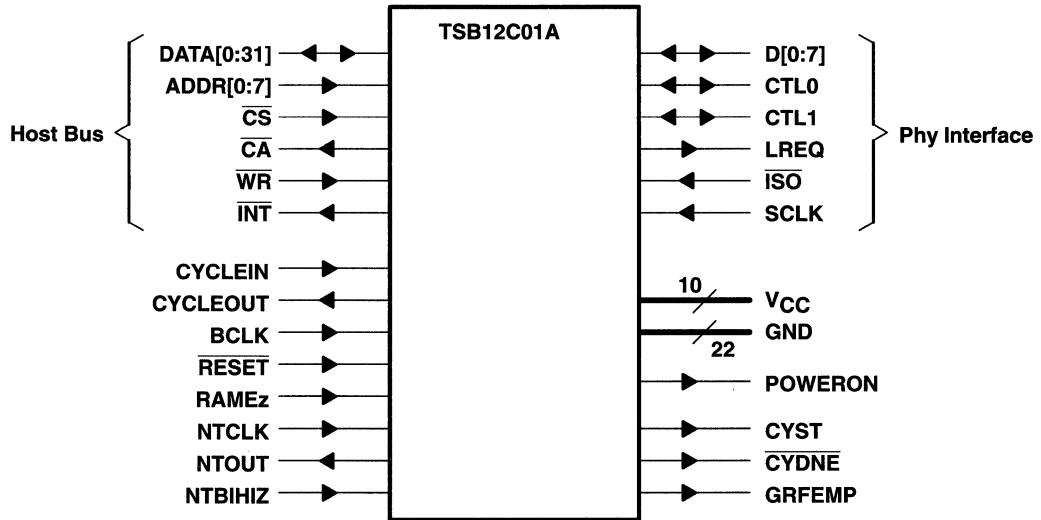 TSB12C01A
Host Bus
DATA[0:31]
ADDR[0:7]
CS
CA
WR
INT
CYCLEIN
CYCLEOUT
BCLK
RESET
RAMEz
NTCLK
NTOUT
NTBIHIZ
D[0:7]
CTL0
CTL1
LREQ
ISO
SCLK
Phy Interface
10
VCC
GND
22
POWERON
CYST
CYDNE
GRFEMP